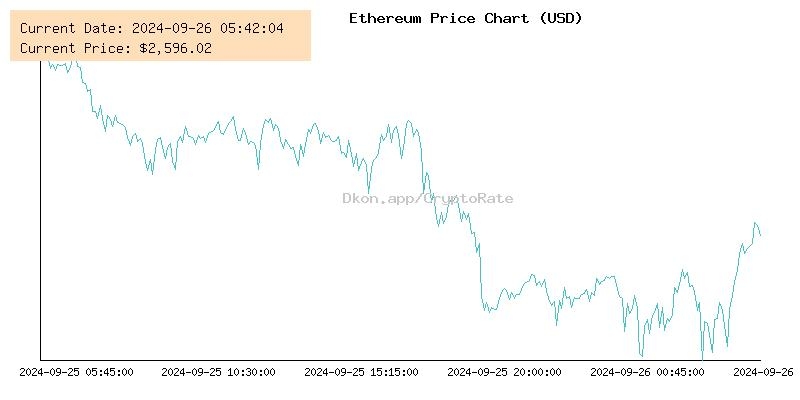 Ethereum Price Chart (USD)
Current Date: 2024-09-26 05:42:04
Current Price: $2,596.02
Dkon.app/CryptoRate
2024-09-25 05:45:00 2024-09-25 10:30:00 2024-09-25 15:15:00 2024-09-25 20:00:00 2024-09-26 00:45:00 2024-09-26